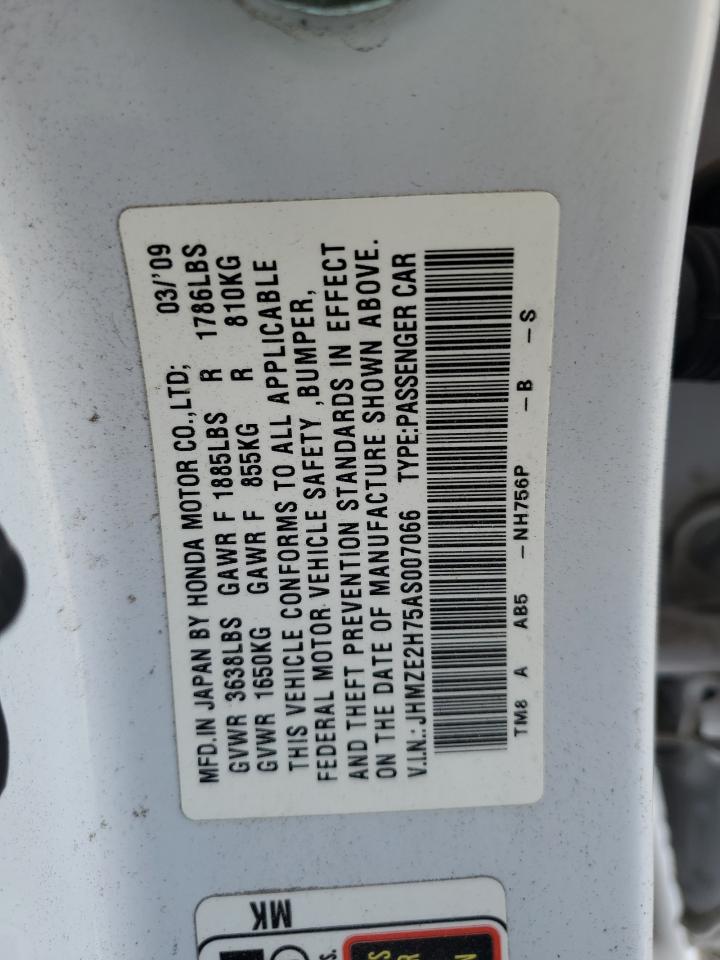 MFD.IN JAPAN BY HONDA MOTOR CO.,LTD; 03/'09
GVWR 3638LBS GAWR F 1885LBS R 1786LBS
GVWR 1650KG GAWR F 855KG R 810KG
THIS VEHICLE CONFORMS TO ALL APPLICABLE
FEDERAL MOTOR VEHICLE SAFETY ,BUMPER,
AND THEFT PREVENTION STANDARDS IN EFFECT
ON THE DATE OF MANUFACTURE SHOWN ABOVE.
V.I.N.: JHMZE2H75AS007066 TYPE:PASSENGER CAR
TM8 A AB5 -NH756P -B -S
MK